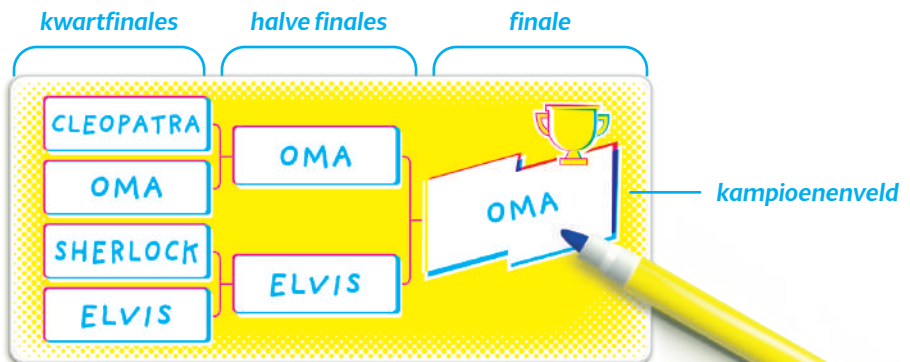 kwartfinales
halve finales
finale
CLEOPATRA
OMA
SHERLOCK
ELVIS
OMA
ELVIS
OMA
kampioenenveld